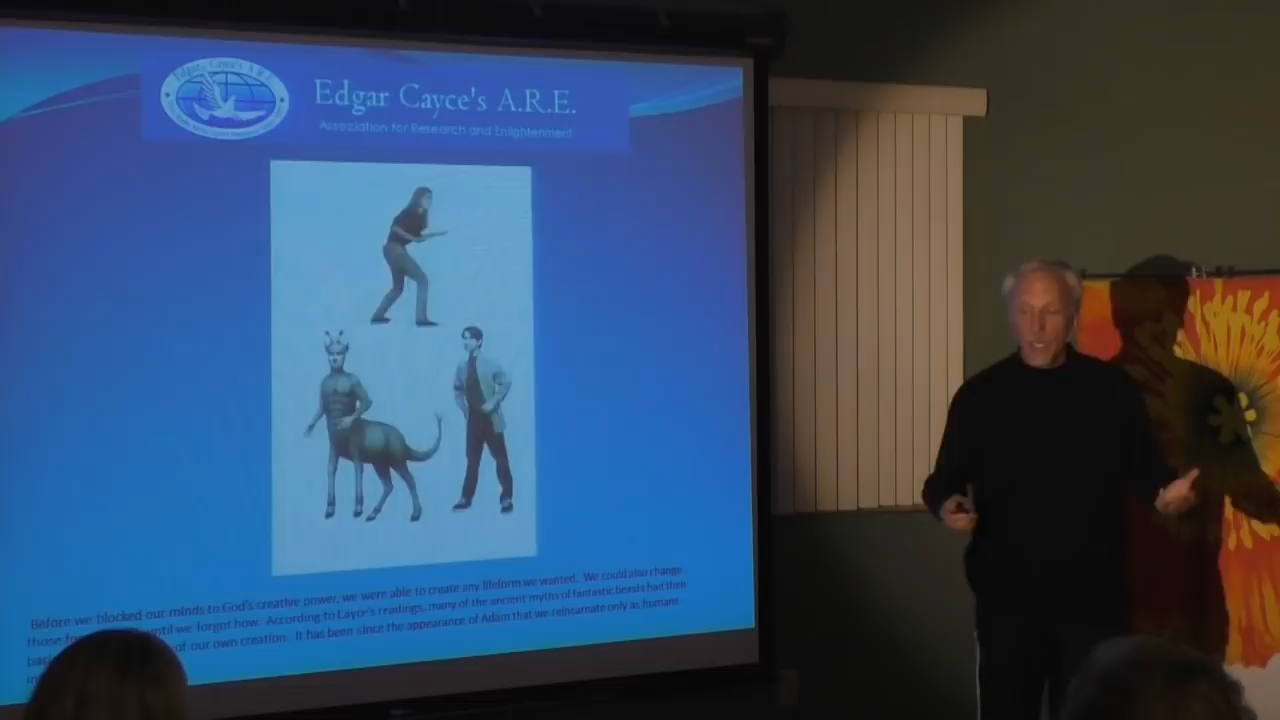 Edgar Cayce's A.R.E.
Edgar Cayce's A.R.E.
Association for Research and Enlightenment
Before we blocked our minds to God's creative power, we were able to create any lifeform we wanted. We could also change
those until we forgot how. According to Cayce's readings, many of the ancient myths of fantastic beasts had their
of our own creation. It has been since the appearance of Adam that we reincarnate only as humans